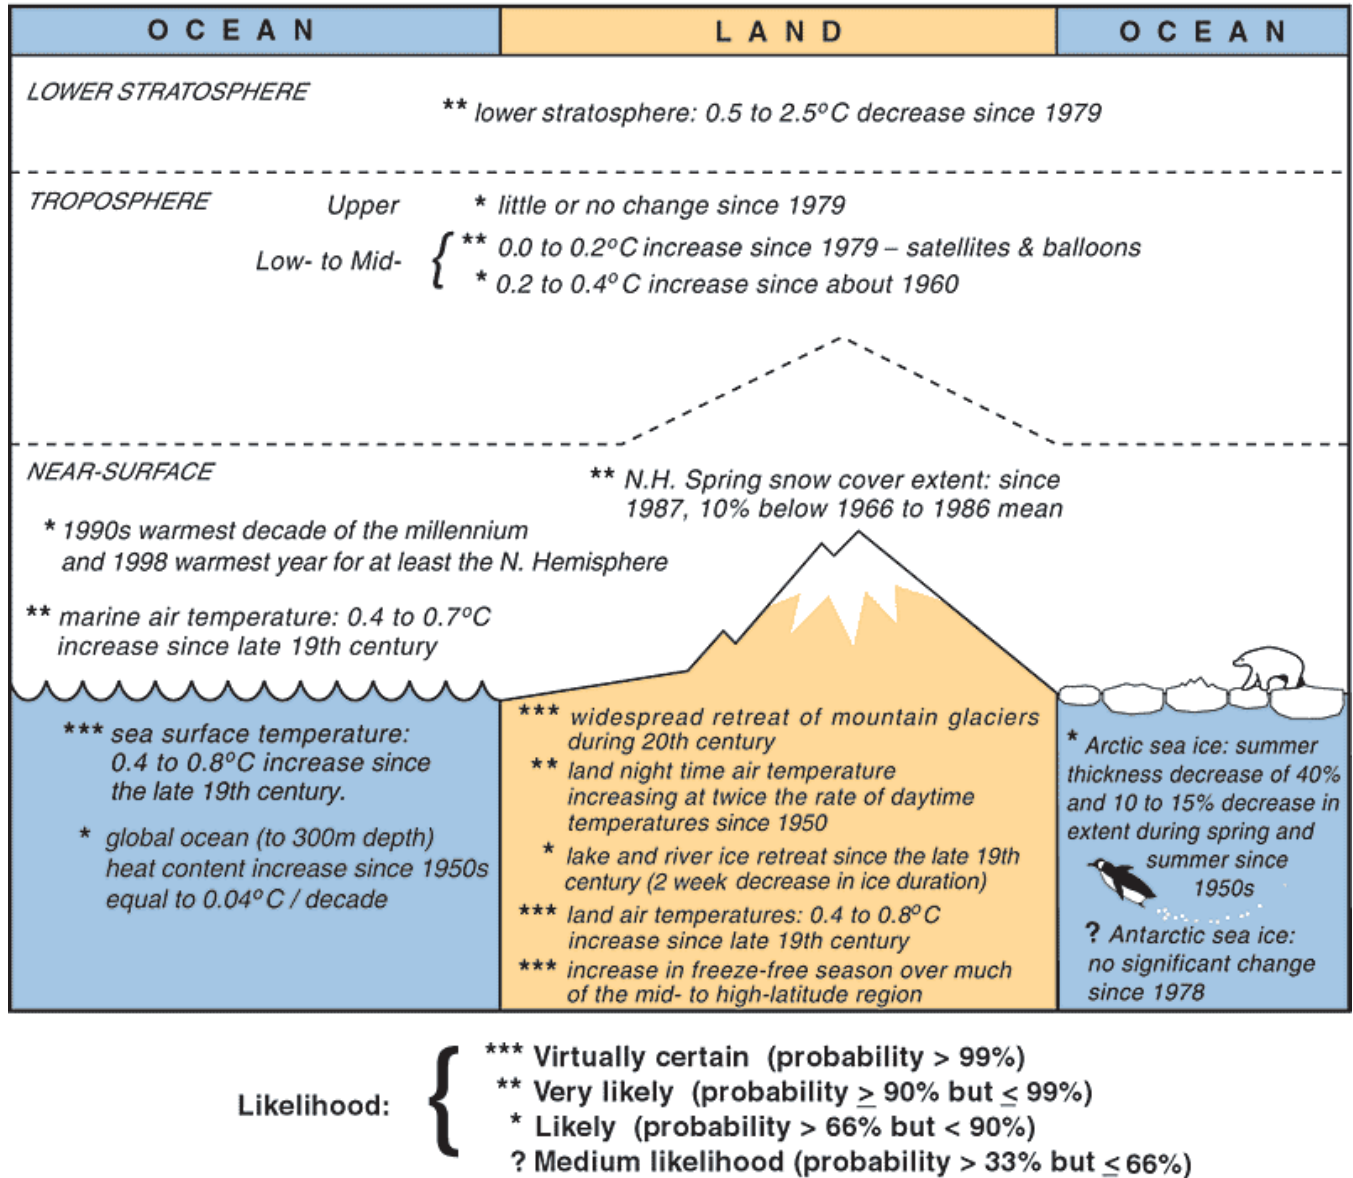 OCEAN LAND OCEAN
LOWER STRATOSPHERE
** lower stratosphere: 0.5 to 2.5°C decrease since 1979
TROPOSPHERE
Upper * little or no change since 1979
Low- to Mid- { ** 0.0 to 0.2°C increase since 1979 – satellites & balloons
* 0.2 to 0.4°C increase since about 1960
NEAR-SURFACE
** N.H. Spring snow cover extent: since
1987, 10% below 1966 to 1986 mean
* 1990s warmest decade of the millennium
and 1998 warmest year for at least the N. Hemisphere
** marine air temperature: 0.4 to 0.7°C
increase since late 19th century
*** sea surface temperature:
0.4 to 0.8°C increase since
the late 19th century.
* global ocean (to 300m depth)
heat content increase since 1950s
equal to 0.04°C / decade
*** widespread retreat of mountain glaciers
during 20th century
** land night time air temperature
increasing at twice the rate of daytime
temperatures since 1950
* lake and river ice retreat since the late 19th
century (2 week decrease in ice duration)
*** land air temperatures: 0.4 to 0.8°C
increase since late 19th century
*** increase in freeze-free season over much
of the mid- to high-latitude region
* Arctic sea ice: summer
thickness decrease of 40%
and 10 to 15% decrease in
extent during spring and
summer since
1950s
? Antarctic sea ice:
no significant change
since 1978
Likelihood: {
*** Virtually certain (probability > 99%)
** Very likely (probability ≥ 90% but ≤ 99%)
* Likely (probability > 66% but < 90%)
? Medium likelihood (probability > 33% but ≤ 66%)